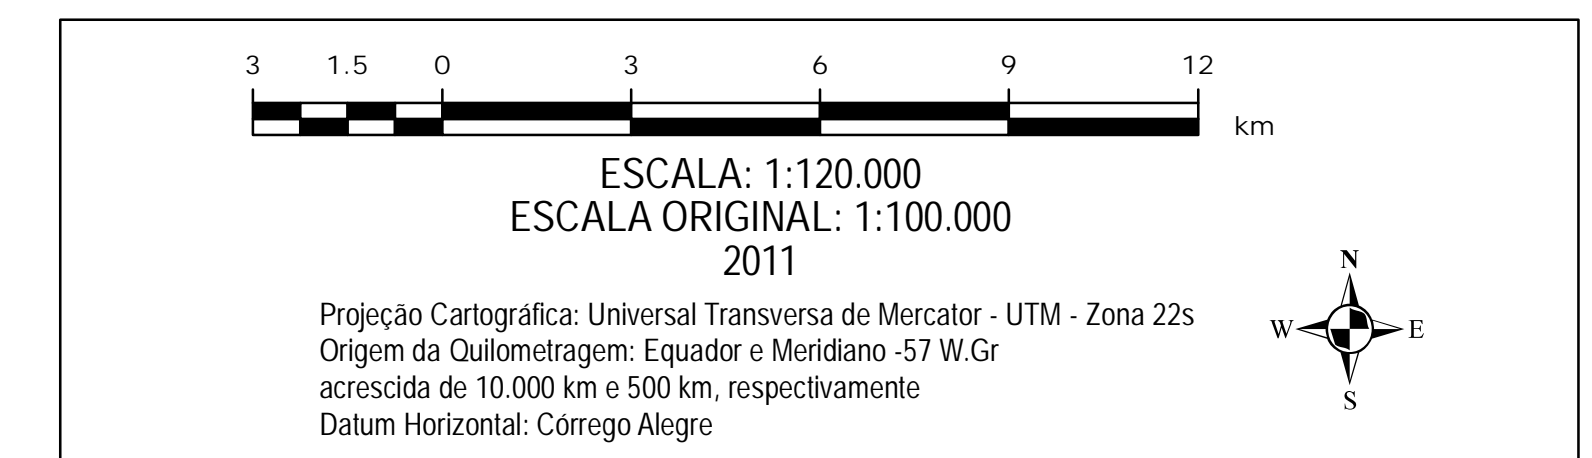 3 1.5 0 3 6 9 12
km
ESCALA: 1:120.000
ESCALA ORIGINAL: 1:100.000
2011
Projeção Cartográfica: Universal Transversa de Mercator - UTM - Zona 22s
Origem da Quilometragem: Equador e Meridiano -57 W.Gr
acrescida de 10.000 km e 500 km, respectivamente
Datum Horizontal: Córrego Alegre
N
W E
S